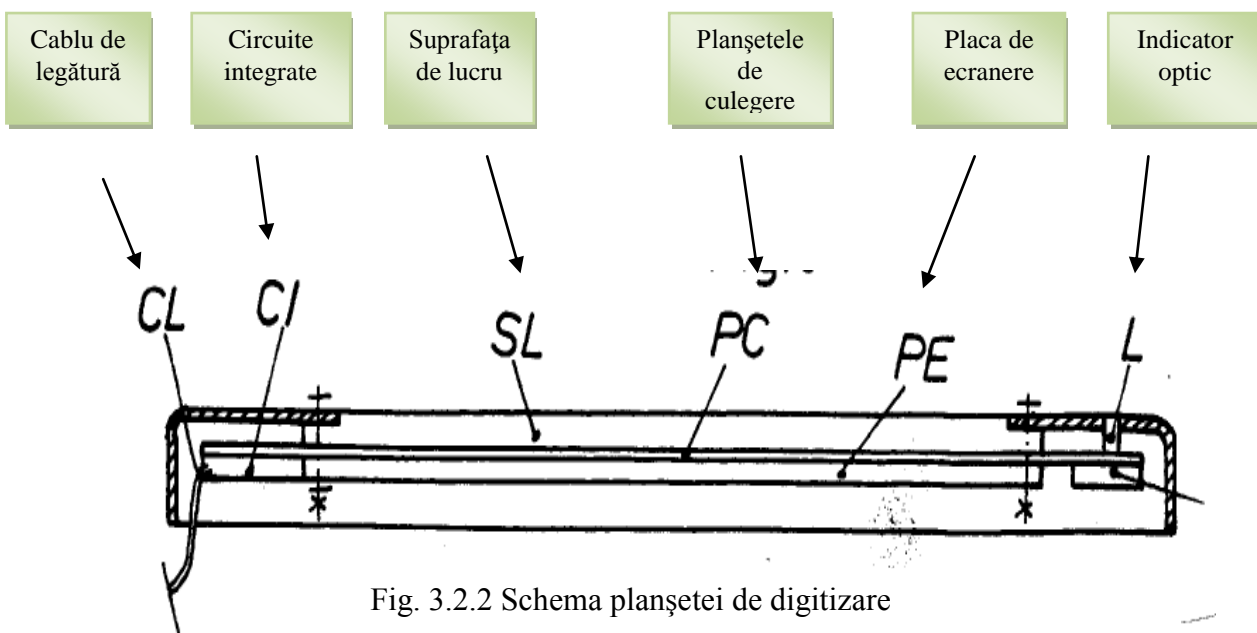 Cablu de
legătură
Circuite
integrate
Suprafaţa
de lucru
Planşetele
de
culegere
Placa de
ecranere
Indicator
optic
CL
CI
SL
PC
PE
L
Fig. 3.2.2 Schema planşetei de digitizare